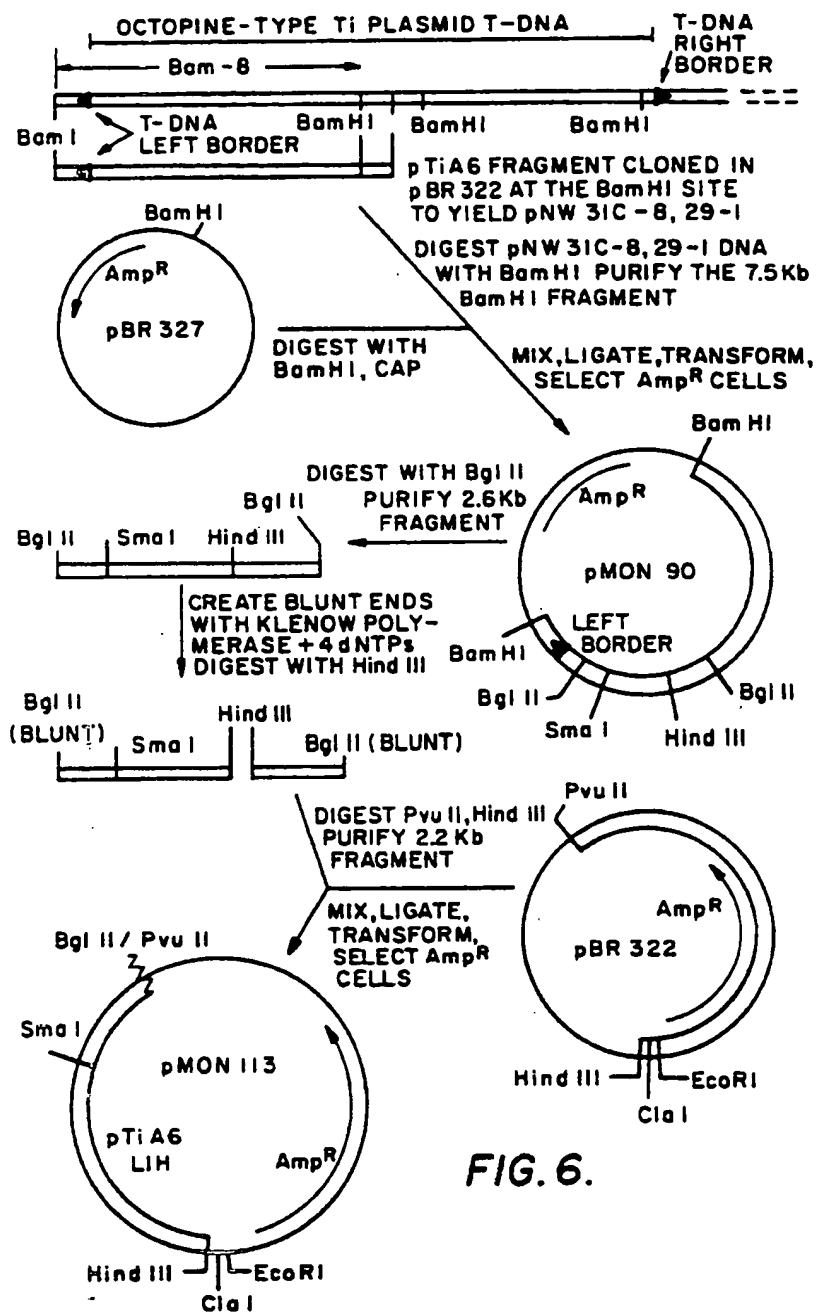 OCTOPINE-TYPE Ti PLASMID T-DNA
T-DNA
RIGHT
BORDER
Bam-8
Bam I
T-DNA
LEFT BORDER
BamHI
BamHI
BamHI
pTiA6 FRAGMENT CLONED IN
pBR 322 AT THE BamHI SITE
TO YIELD pNW 31C-8, 29-1
BamHI
AmpR
pBR 327
DIGEST pNW 31C-8, 29-1 DNA
WITH BamHI PURIFY THE 7.5Kb
BamHI FRAGMENT
DIGEST WITH
BamHI, CAP
MIX, LIGATE, TRANSFORM,
SELECT AmpR CELLS
BamHI
AmpR
pMON 90
LEFT
BORDER
BamHI
Bgl II
Sma I
Hind III
Bgl II
DIGEST WITH Bgl II
PURIFY 2.6Kb
FRAGMENT
Bgl II
Sma I
Hind III
Bgl II
CREATE BLUNT ENDS
WITH KLENOW POLY-
MERASE + 4 dNTPs
DIGEST WITH Hind III
Bgl II
(BLUNT)
Sma I
Hind III
Bgl II (BLUNT)
DIGEST Pvu II, Hind III
PURIFY 2.2 Kb
FRAGMENT
Pvu II
AmpR
pBR 322
Hind III
Cla I
EcoRI
MIX, LIGATE,
TRANSFORM,
SELECT AmpR
CELLS
Bgl II / Pvu II
Sma I
pMON 113
pTiA6
LIH
AmpR
Hind III
Cla I
EcoRI
FIG. 6.